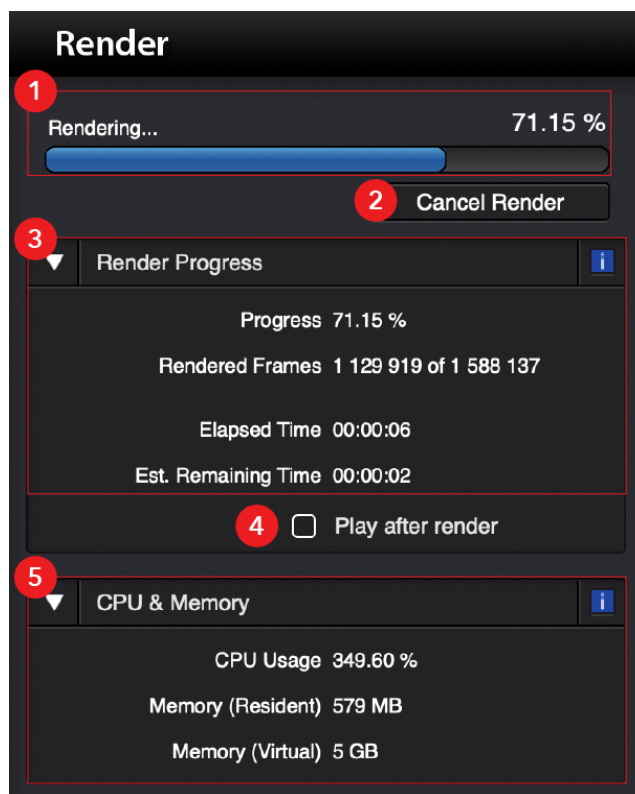 Render
1
Rendering... 71.15 %
2 Cancel Render
3
Render Progress i
Progress 71.15 %
Rendered Frames 1 129 919 of 1 588 137
Elapsed Time 00:00:06
Est. Remaining Time 00:00:02
4 Play after render
5
CPU & Memory i
CPU Usage 349.60 %
Memory (Resident) 579 MB
Memory (Virtual) 5 GB